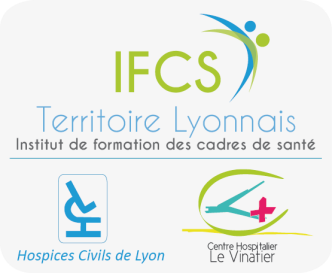 IFCS
Territoire Lyonnais
Institut de formation des cadres de santé
Hospices Civils de Lyon
Centre Hospitalier
Le Vinatier